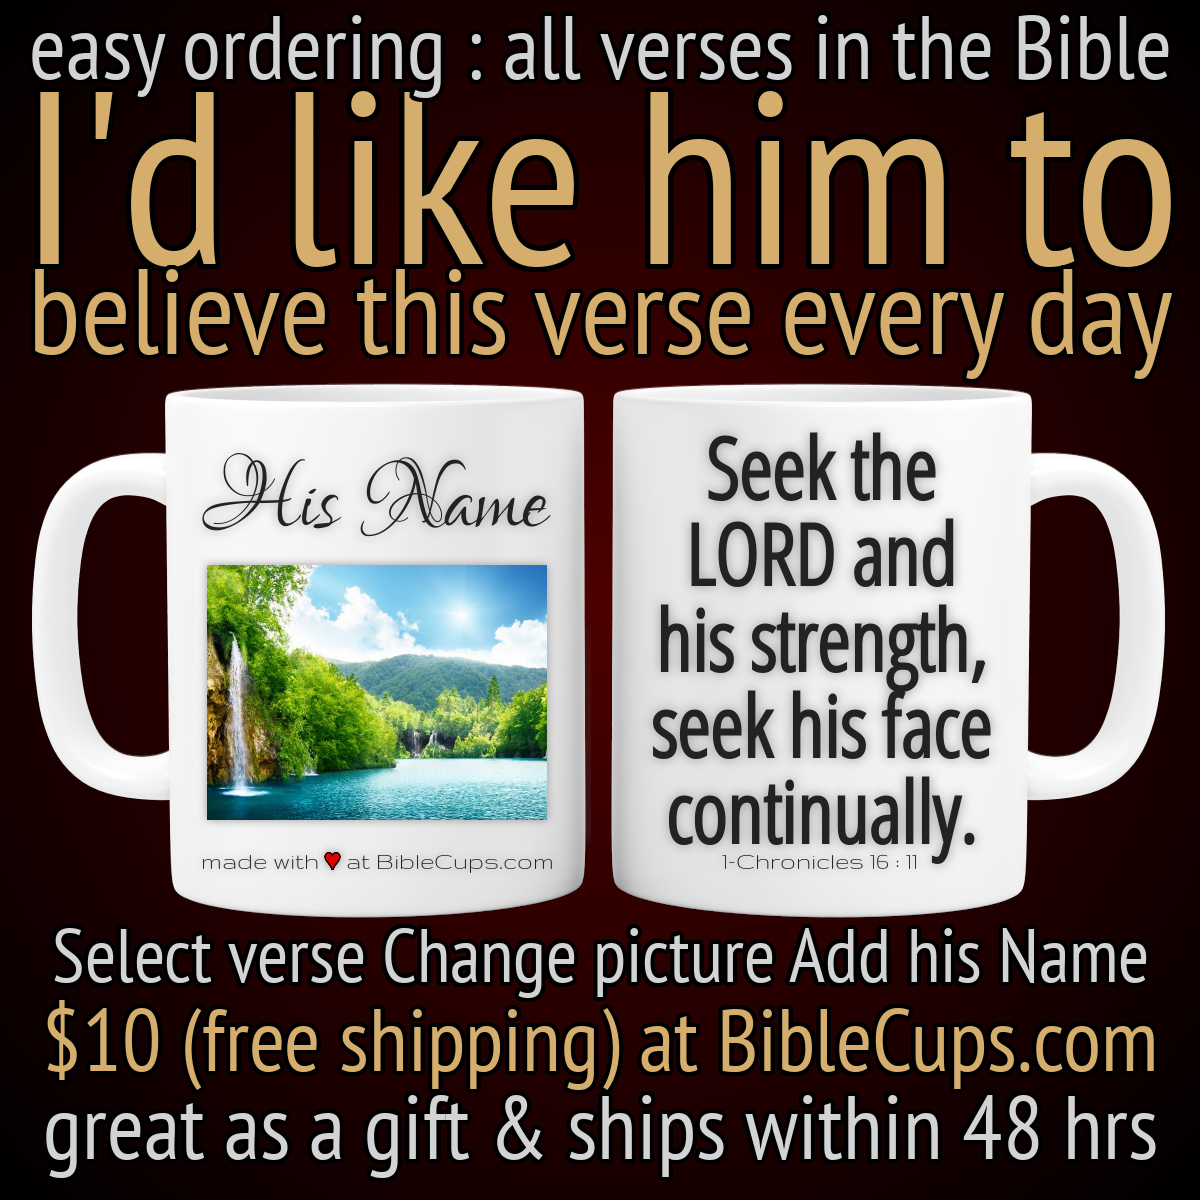 easy ordering : all verses in the Bible
I'd like him to
believe this verse every day
His Name
made with ♥ at BibleCups.com
Seek the
LORD and
his strength,
seek his face
continually.
1-Chronicles 16 : 11
Select verse Change picture Add his Name
$10 (free shipping) at BibleCups.com
great as a gift & ships within 48 hrs